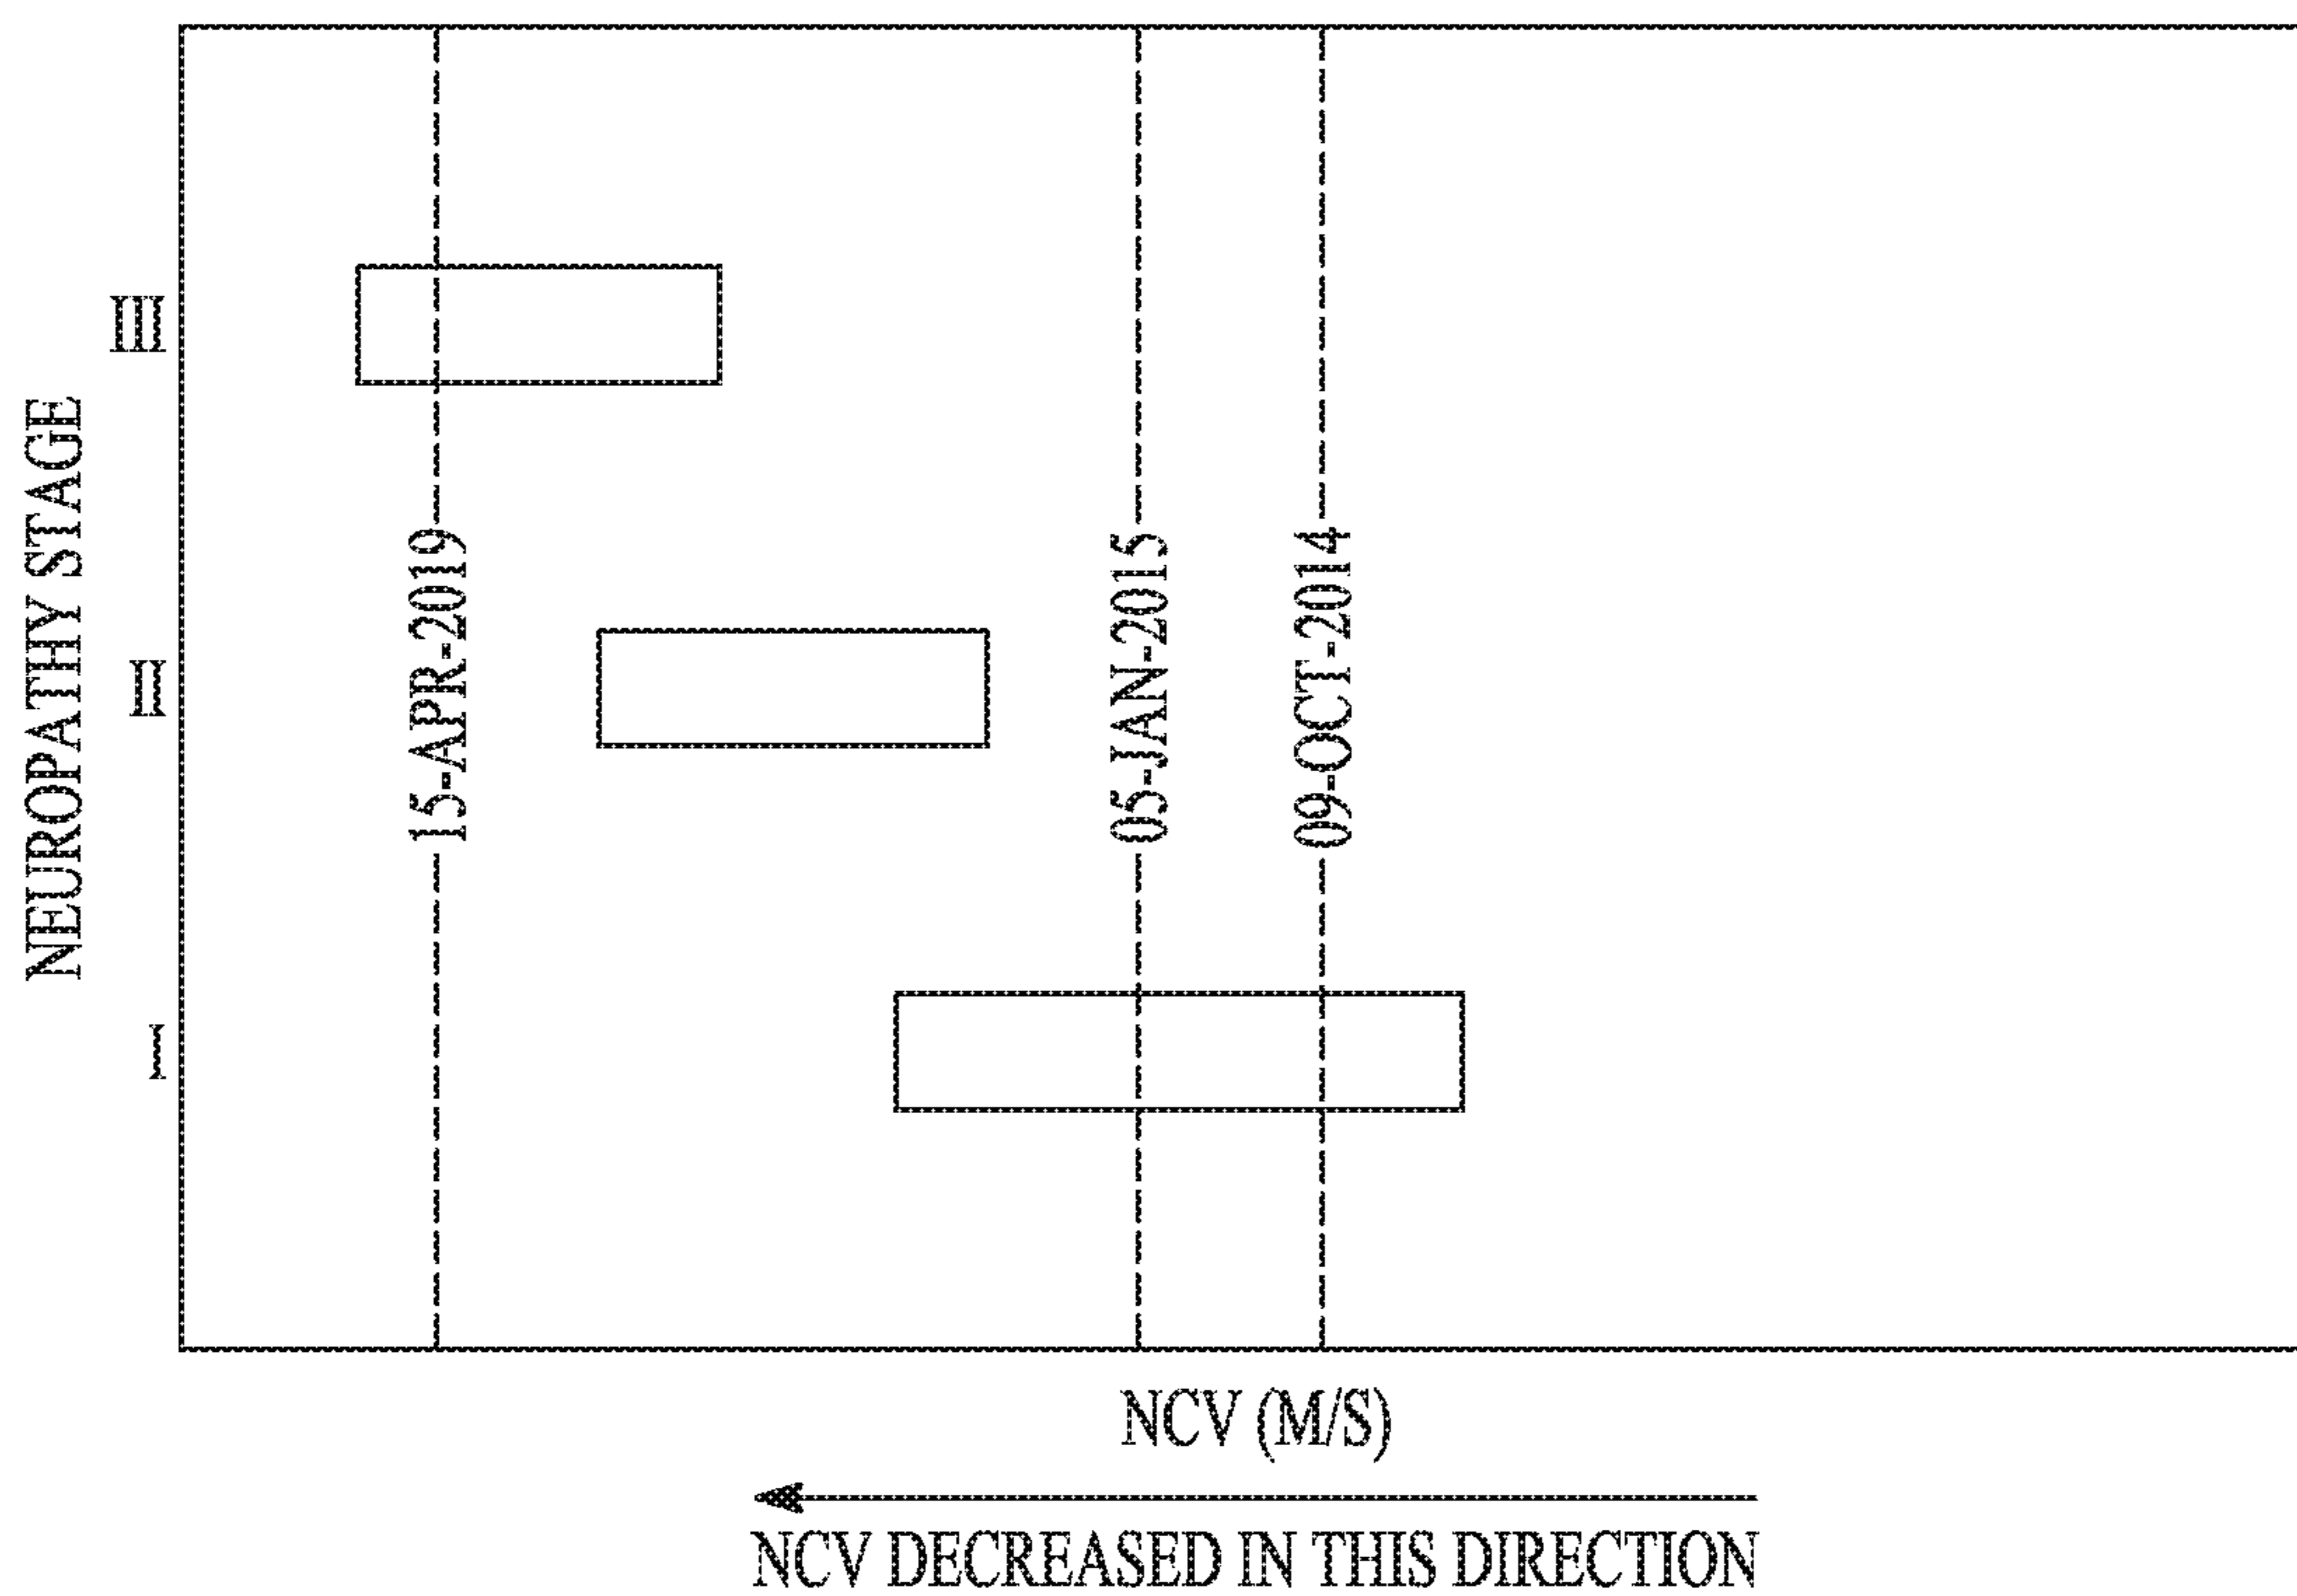 NEUROPATHY STAGE
III
II
I
15-APR-2019
05-JAN-2015
09-OCT-2014
NCV (M/S)
NCV DECREASED IN THIS DIRECTION